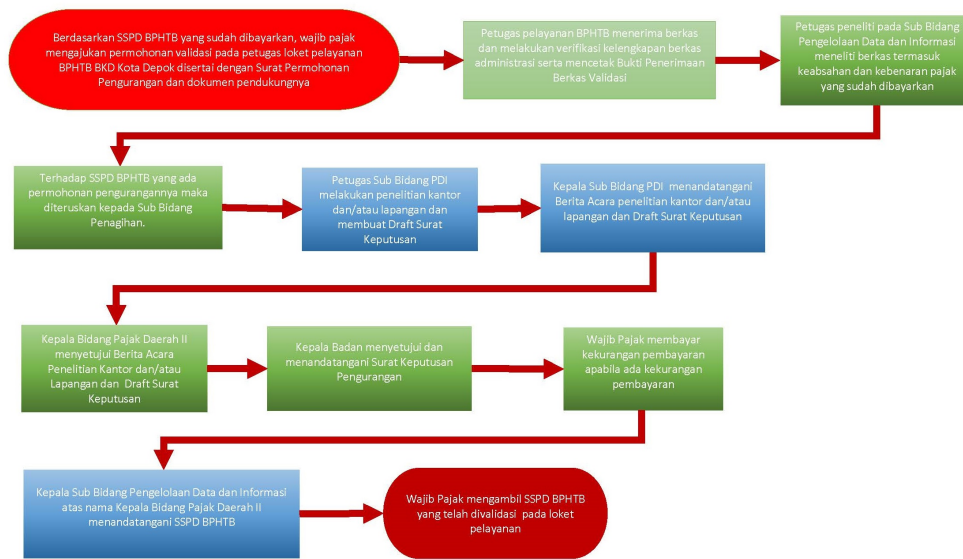 Berdasarkan SSPD BPHTB yang sudah dibayarkan, wajib pajak
mengajukan permohonan validasi pada petugas loket pelayanan
BPHTB BKD Kota Depok disertai dengan Surat Permohonan
Pengurangan dan dokumen pendukungnya
Petugas pelayanan BPHTB menerima berkas
dan melakukan verifikasi kelengkapan berkas
administrasi serta mencetak Bukti Penerimaan
Berkas Validasi
Petugas peneliti pada Sub Bidang
Pengelolaan Data dan Informasi
meneliti berkas termasuk
keabsahan dan kebenaran pajak
yang sudah dibayarkan
Terhadap SSPD BPHTB yang ada
permohonan pengurangannya maka
diteruskan kepada Sub Bidang
Penagihan.
Petugas Sub Bidang PDI
melakukan penelitian kantor
dan/atau lapangan dan
membuat Draft Surat
Keputusan
Kepala Sub Bidang PDI menandatangani
Berita Acara penelitian kantor dan/atau
lapangan dan Draft Surat Keputusan
Kepala Bidang Pajak Daerah II
menyetujui Berita Acara
Penelitian Kantor dan/atau
Lapangan dan Draft Surat
Keputusan
Kepala Badan menyetujui dan
menandatangani Surat Keputusan
Pengurangan
Wajib Pajak membayar
kekurangan pembayaran
apabila ada kekurangan
pembayaran
Kepala Sub Bidang Pengelolaan Data dan Informasi
atas nama Kepala Bidang Pajak Daerah II
menandatangani SSPD BPHTB
Wajib Pajak mengambil SSPD BPHTB
yang telah divalidasi pada loket
pelayanan